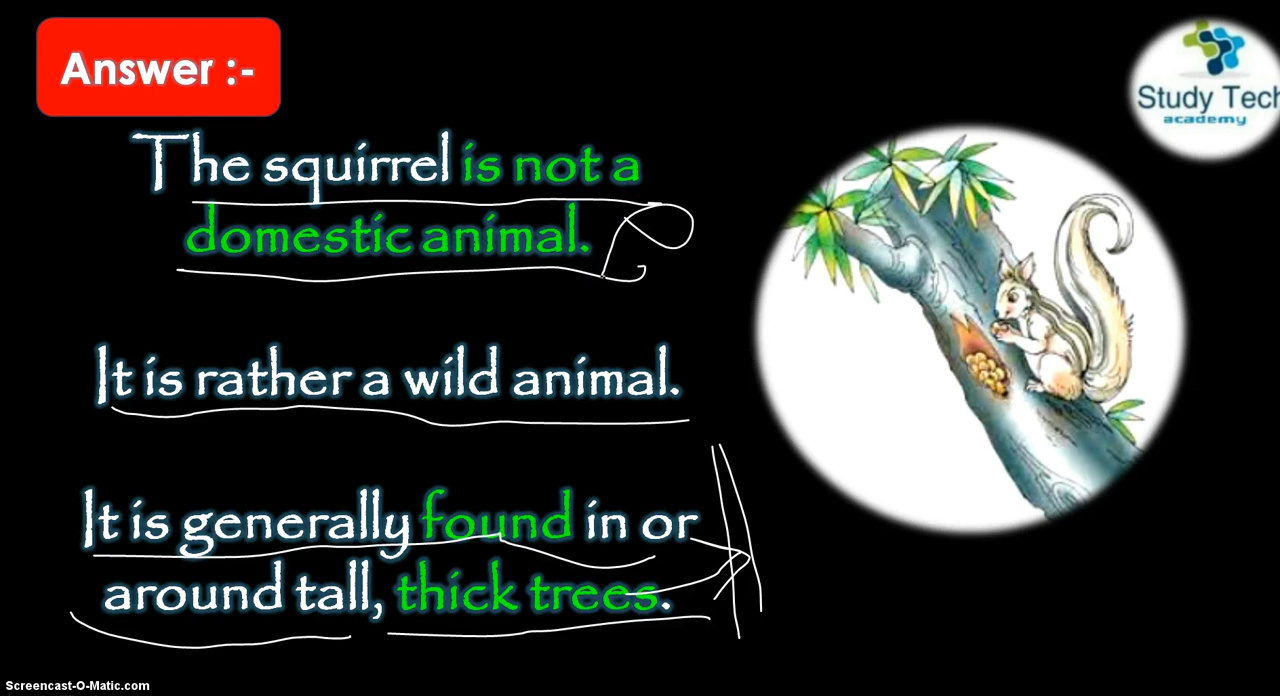 Answer :-
Study Tech
academy
The squirrel is not a
domestic animal.
It is rather a wild animal.
It is generally found in or
around tall, thick trees.
Screencast-O-Matic.com